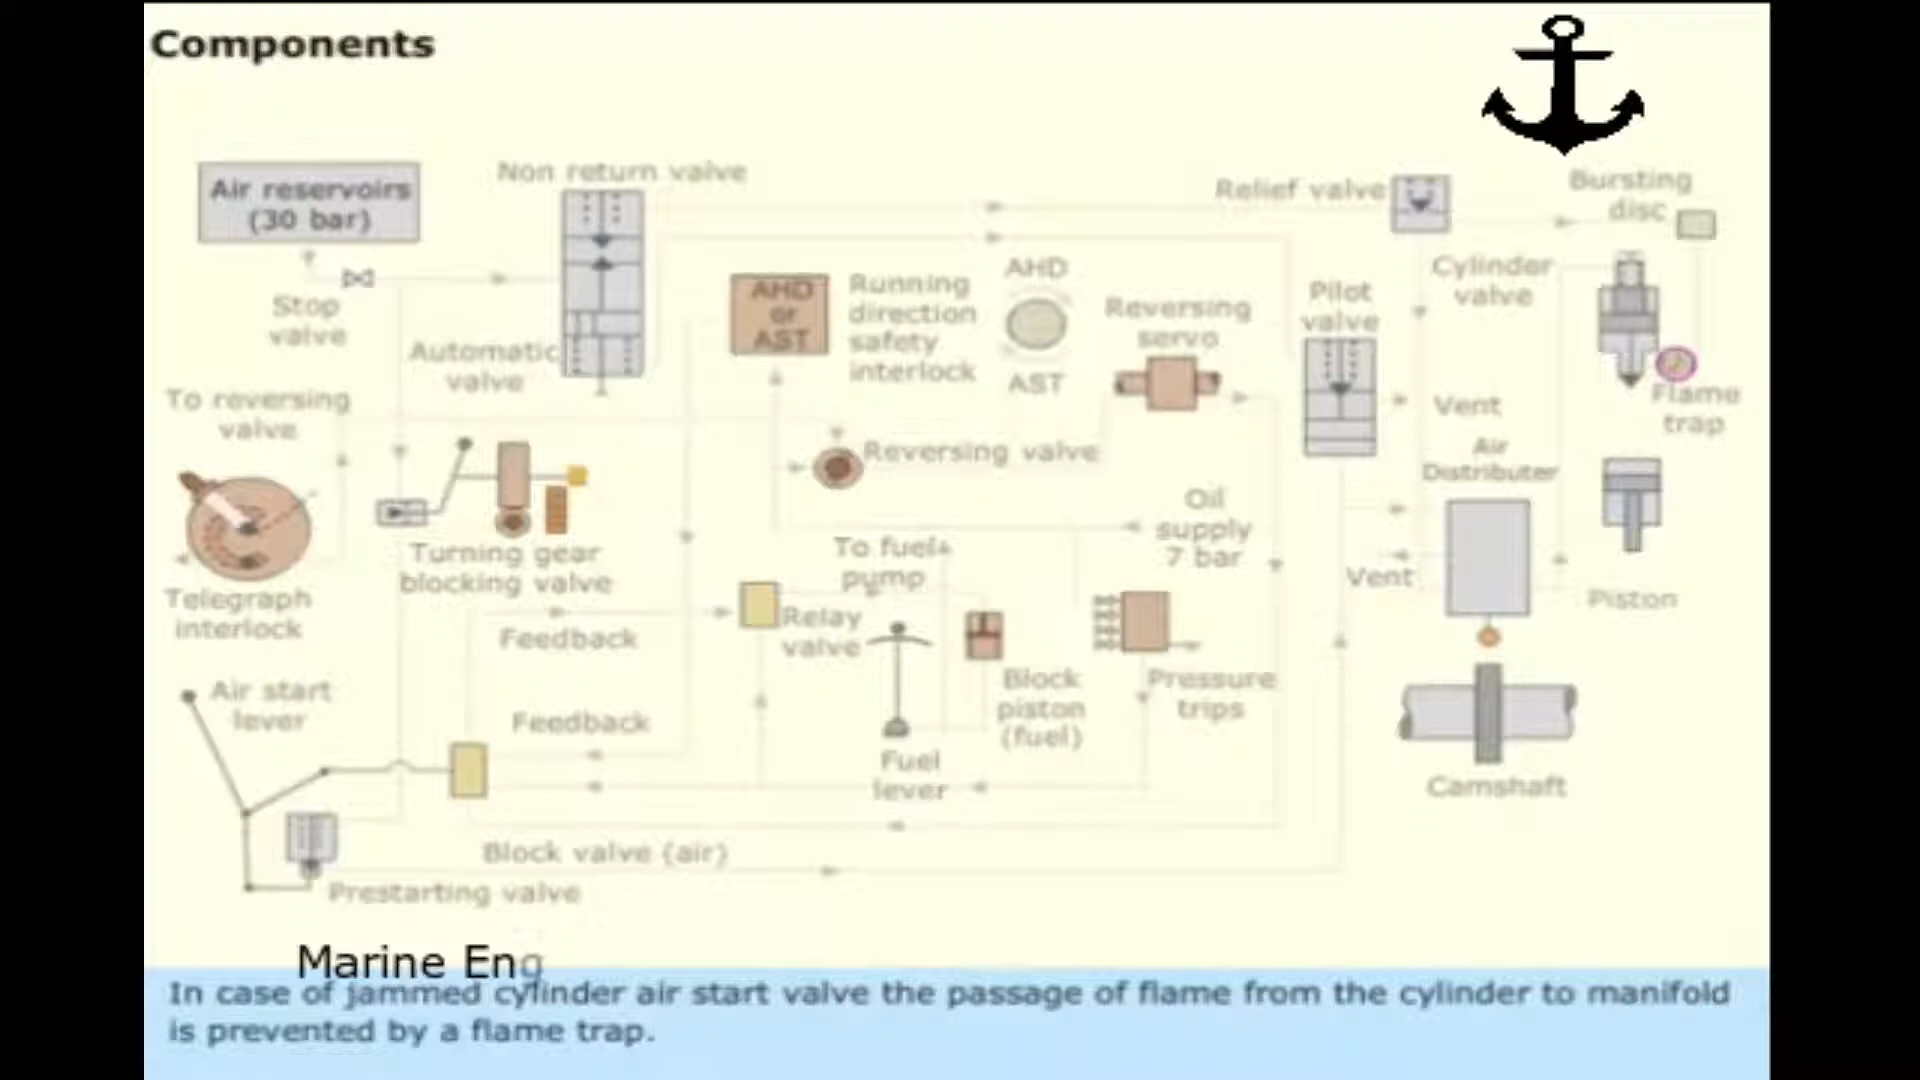 Components
Air reservoirs
(30 bar)
Non return valve
Relief valve
Bursting
disc
Stop
valve
Automatic
valve
AHD
or
AST
Running
direction
safety
interlock
AHD
AST
Reversing
servo
Pilot
valve
Cylinder
valve
Flame
trap
To reversing
valve
Vent
Reversing valve
Air
Distributer
Oil
supply
7 bar
Turning gear
blocking valve
To fuel
pump
Vent
Piston
Telegraph
interlock
Feedback
Relay
valve
Block
piston
(fuel)
Pressure
trips
Air start
lever
Feedback
Fuel
lever
Camshaft
Block valve (air)
Prestarting valve
Marine Eng
In case of jammed cylinder air start valve the passage of flame from the cylinder to manifold
is prevented by a flame trap.